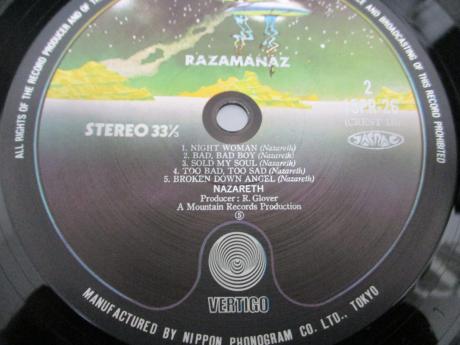 ALL RIGHTS OF THE RECORD PRODUCER AND OF THE
AND BROADCASTING OF THIS RECORD PROHIBITED
RAZAMANAZ
2
STEREO 33⅓
1. NIGHT WOMAN (Nazareth)
2. BAD, BAD BOY (Nazareth)
3. SOLD MY SOUL (Nazareth)
4. TOO BAD, TOO SAD (Nazareth)
5. BROKEN DOWN ANGEL (Nazareth)
NAZARETH
Producer : R. Glover
A Mountain Records Production
Ⓢ
VERTIGO
MANUFACTURED BY NIPPON PHONOGRAM CO. LTD., TOKYO